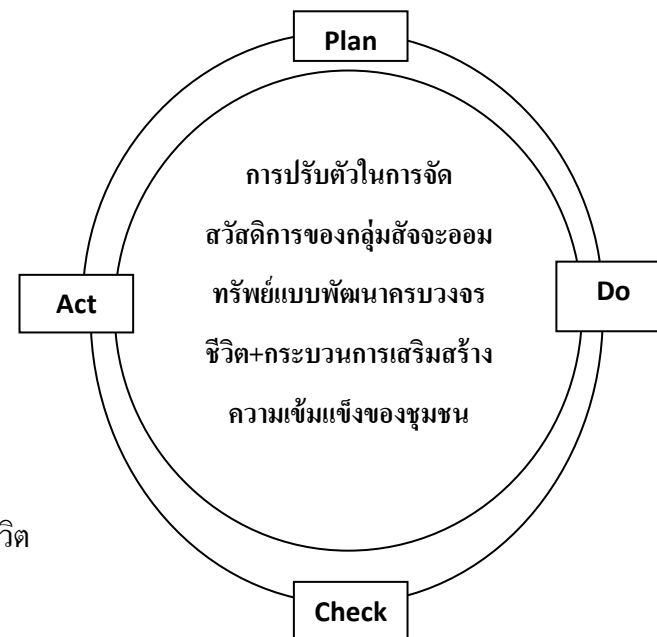 Plan
การปรับตัวในการจัด
สวัสดิการของกลุ่มสัจจะออม
ทรัพย์แบบพัฒนาครบวงจร
ชีวิต+กระบวนการเสริมสร้าง
ความเข้มแข็งของชุมชน
Act
Do
วิต
Check